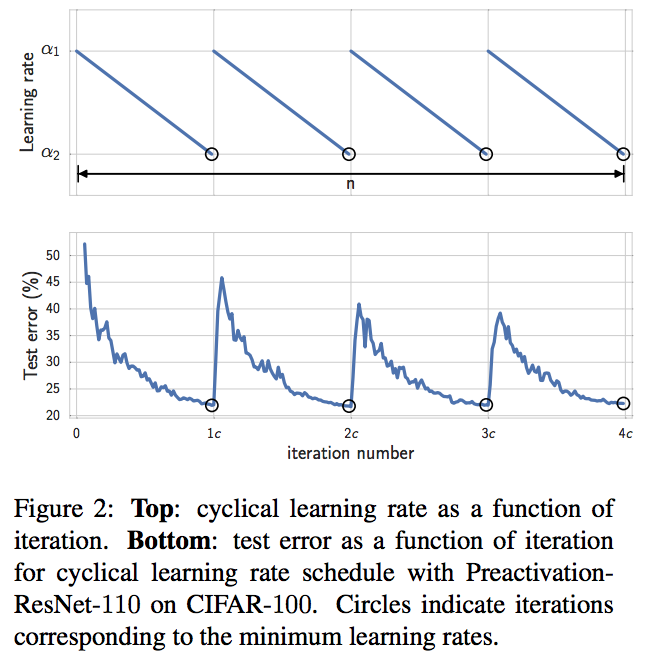 Learning rate
α1
α2
n
Test error (%)
50
45
40
35
30
25
20
0
1c
2c
3c
4c
iteration number
Figure 2: Top: cyclical learning rate as a function of
iteration. Bottom: test error as a function of iteration
for cyclical learning rate schedule with Preactivation-
ResNet-110 on CIFAR-100. Circles indicate iterations
corresponding to the minimum learning rates.